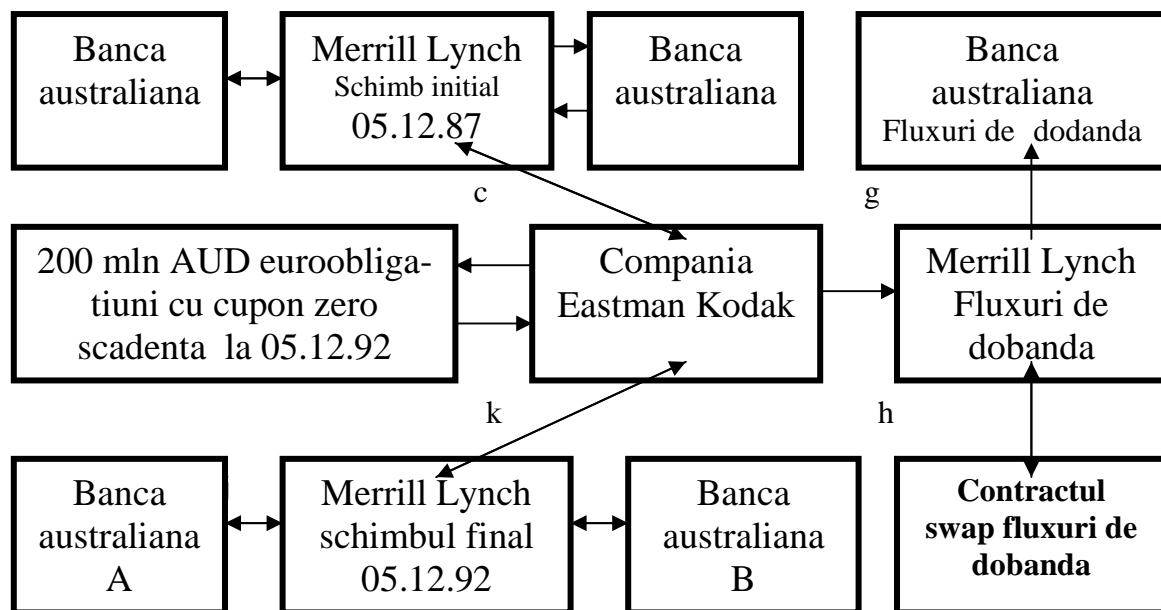 Banca
australiana
Merrill Lynch
Schimb initial
05.12.87
Banca
australiana
Banca
australiana
Fluxuri de dodanda
c
g
200 mln AUD euroobliga-
tiuni cu cupon zero
scadenta la 05.12.92
Compania
Eastman Kodak
Merrill Lynch
Fluxuri de
dobanda
k
h
Banca
australiana
A
Merrill Lynch
schimbul final
05.12.92
Banca
australiana
B
Contractul
swap fluxuri de
dobanda